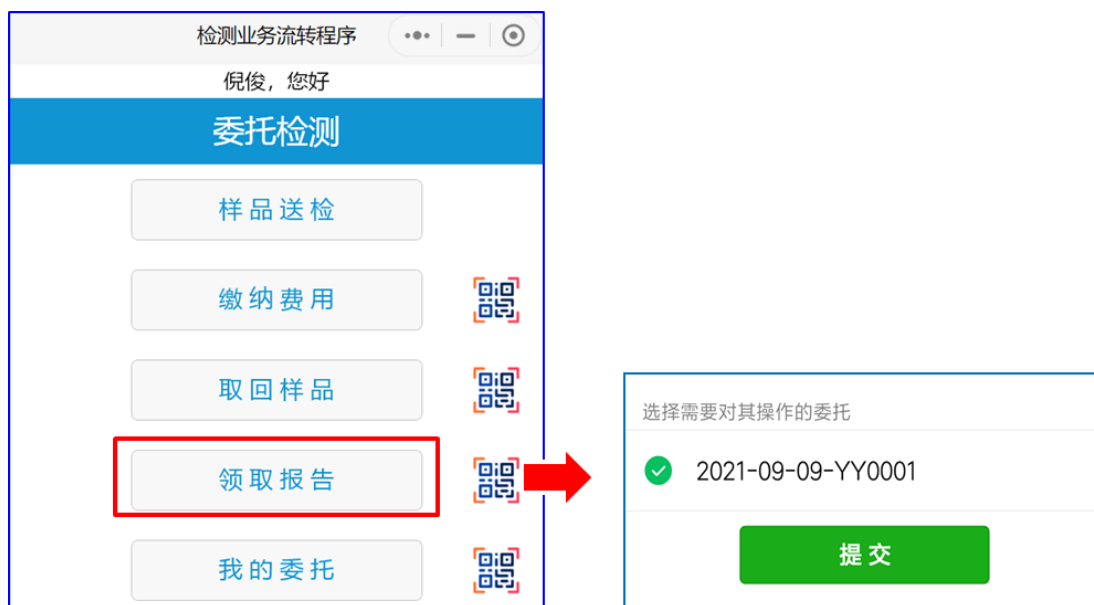 检测业务流转程序
倪俊，您好
委托检测
样品送检
缴纳费用
取回样品
领取报告
我的委托
选择需要对其操作的委托
2021-09-09-YY0001
提交